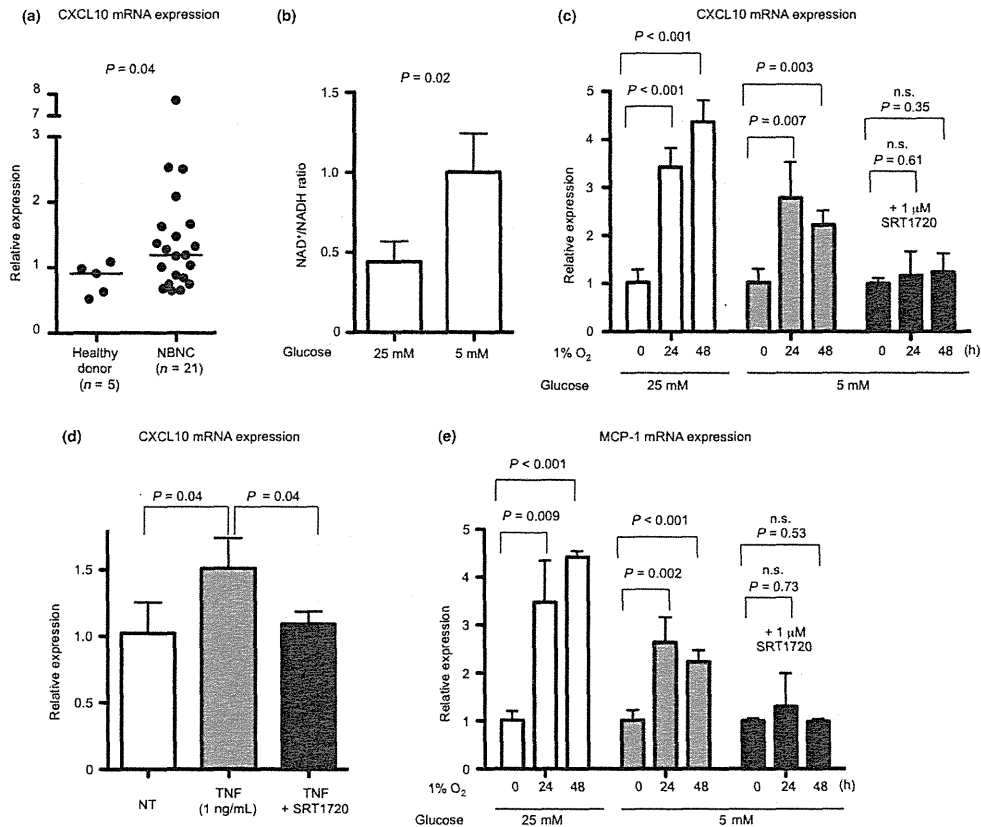 (a) CXCL10 mRNA expression
P = 0.04
8
7
3
2
1
0
Relative expression
Healthy donor (n = 5)
NBNC (n = 21)
(b)
P = 0.02
1.5
1.0
0.5
0
NAD+/NADH ratio
Glucose 25 mM 5 mM
(c) CXCL10 mRNA expression
P < 0.001
P < 0.001
P = 0.003
P = 0.007
n.s.
P = 0.35
n.s.
P = 0.61
+ 1 µM
SRT1720
5
4
3
2
1
0
Relative expression
1% O2 0 24 48 0 24 48 0 24 48 (h)
Glucose 25 mM 5 mM
(d) CXCL10 mRNA expression
P = 0.04 P = 0.04
1.5
1.0
0.5
0
Relative expression
NT
TNF (1 ng/mL)
TNF + SRT1720
(e) MCP-1 mRNA expression
P < 0.001
P = 0.009
P < 0.001
P = 0.002
n.s.
P = 0.53
n.s.
P = 0.73
+ 1 µM
SRT1720
5
4
3
2
1
0
Relative expression
1% O2 0 24 48 0 24 48 0 24 48 (h)
Glucose 25 mM 5 mM